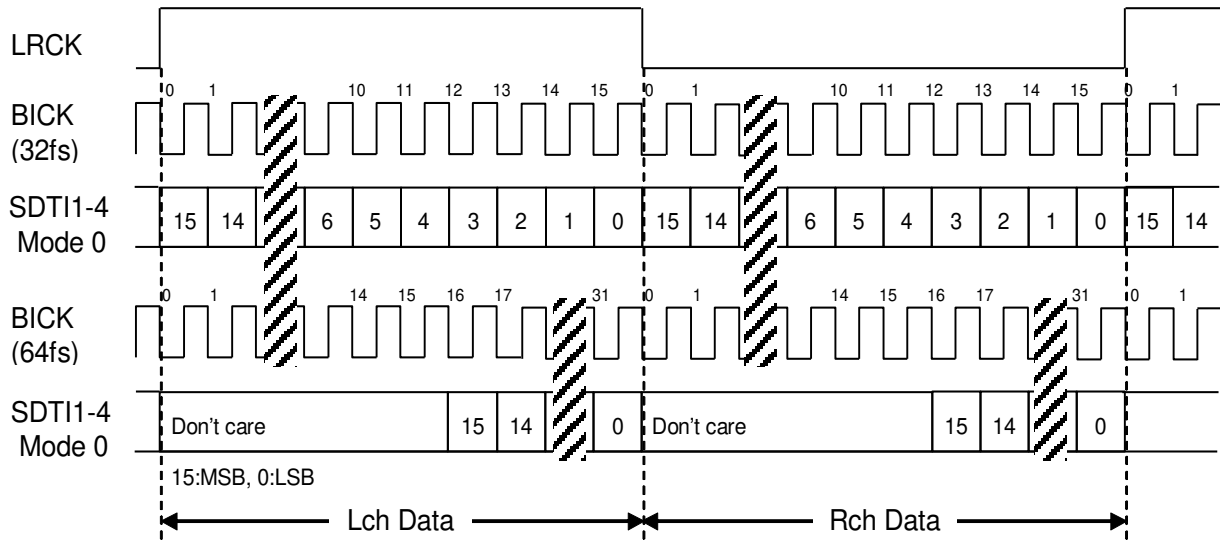 LRCK
0 1 10 11 12 13 14 15 0 1 10 11 12 13 14 15 0 1
BICK
(32fs)
SDTI1-4
Mode 0
15 14 6 5 4 3 2 1 0 15 14 6 5 4 3 2 1 0 15 14
0 1 14 15 16 17 31 0 1 14 15 16 17 31 0 1
BICK
(64fs)
SDTI1-4
Mode 0
Don't care 15 14 0 Don't care 15 14 0
15:MSB, 0:LSB
Lch Data Rch Data